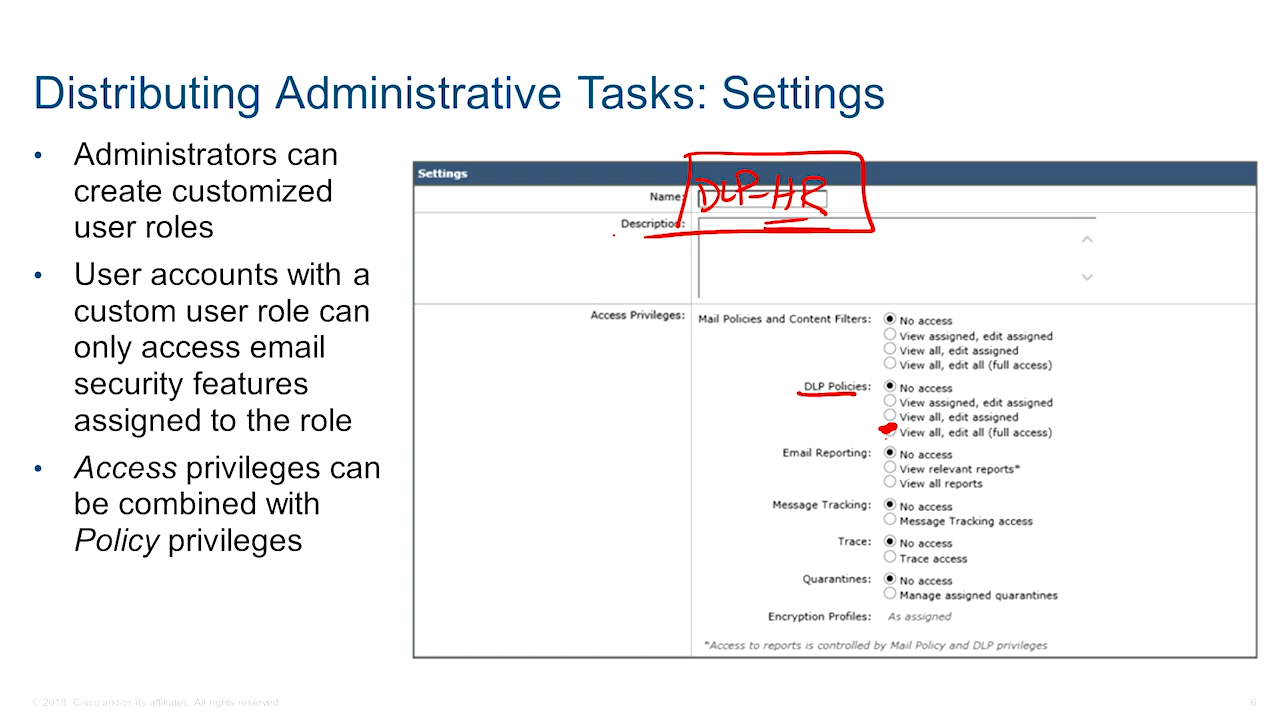 Distributing Administrative Tasks: Settings
• Administrators can
create customized
user roles
• User accounts with a
custom user role can
only access email
security features
assigned to the role
• Access privileges can
be combined with
Policy privileges
Settings
Name: DLP-HR
Description:
Access Privileges:
Mail Policies and Content Filters: No access
View assigned, edit assigned
View all, edit assigned
View all, edit all (full access)
DLP Policies: No access
View assigned, edit assigned
View all, edit assigned
View all, edit all (full access)
Email Reporting: No access
View relevant reports*
View all reports
Message Tracking: No access
Message Tracking access
Trace: No access
Trace access
Quarantines: No access
Manage assigned quarantines
Encryption Profiles: As assigned
*Access to reports is controlled by Mail Policy and DLP privileges
© 2018 Cisco and/or its affiliates. All rights reserved.
6